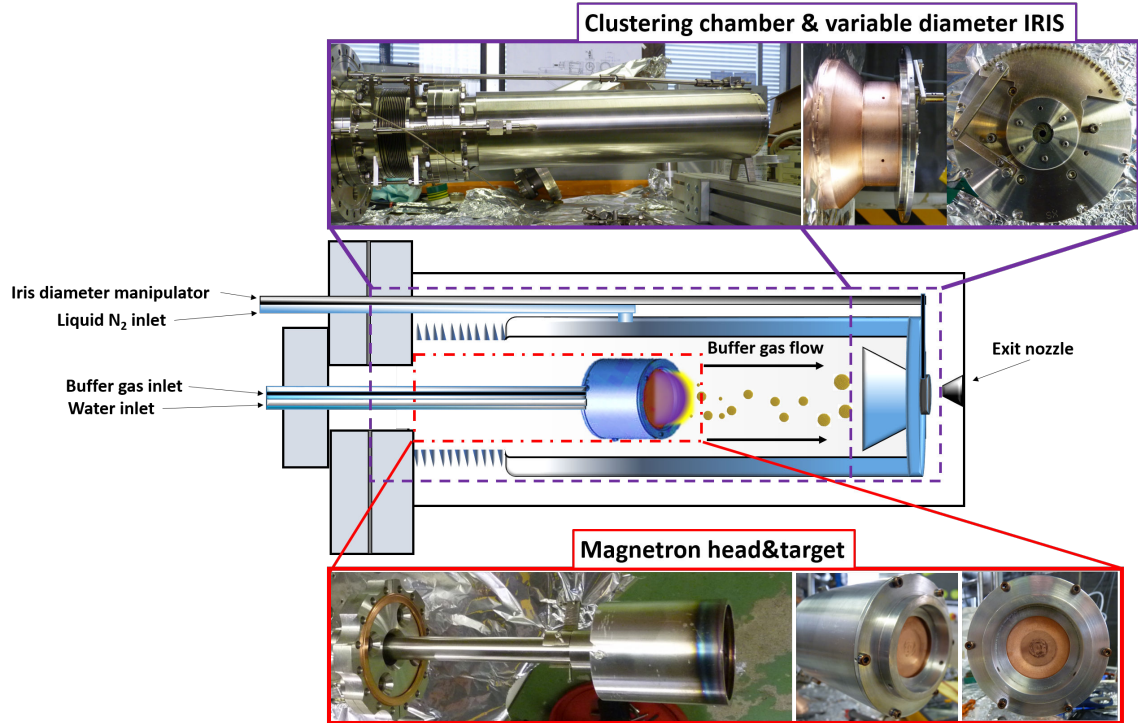 Clustering chamber & variable diameter IRIS
Iris diameter manipulator
Liquid N₂ inlet
Buffer gas flow
Exit nozzle
Buffer gas inlet
Water inlet
Magnetron head&target